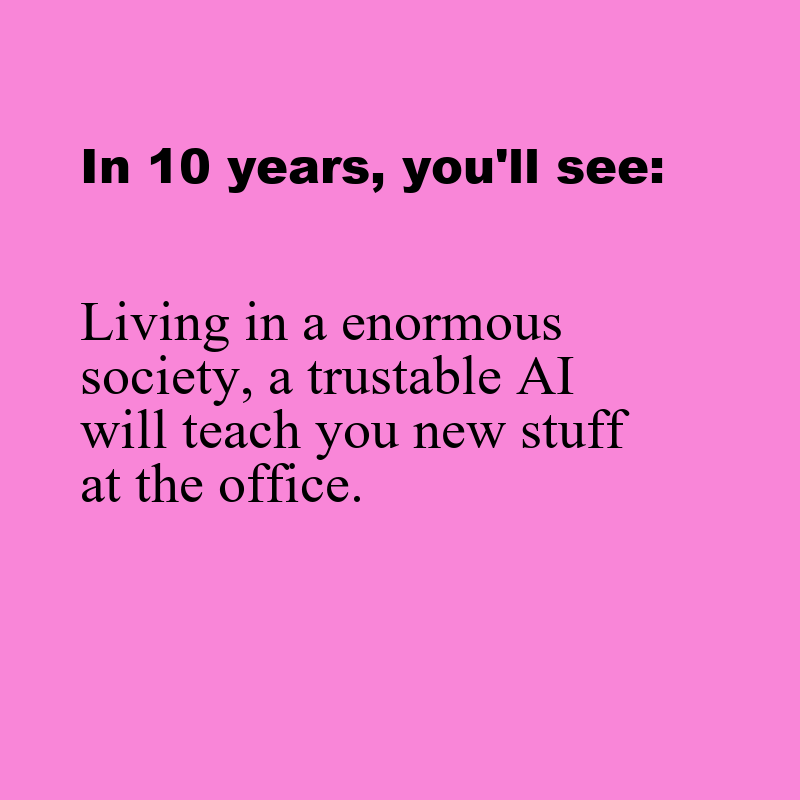 In 10 years, you'll see:
Living in a enormous
society, a trustable AI
will teach you new stuff
at the office.